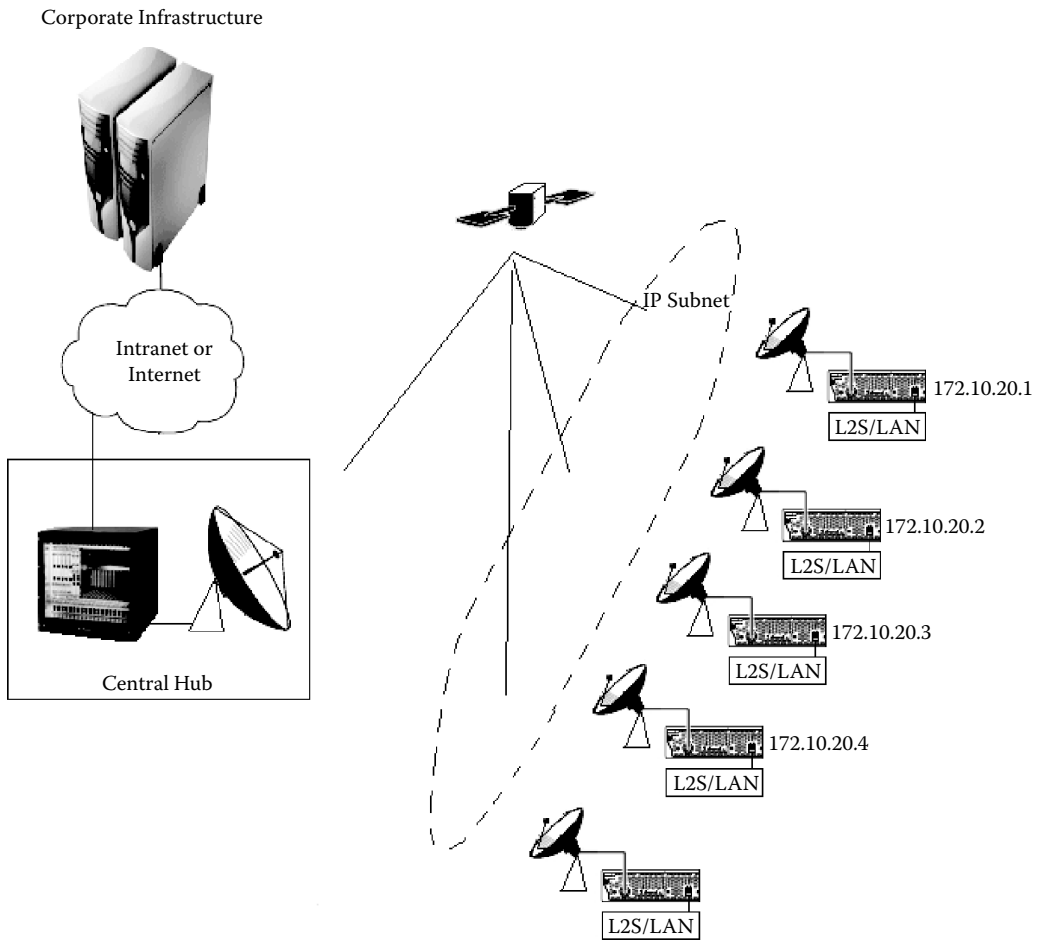 Corporate Infrastructure
IP Subnet
Intranet or
Internet
172.10.20.1
L2S/LAN
172.10.20.2
L2S/LAN
172.10.20.3
L2S/LAN
Central Hub
172.10.20.4
L2S/LAN
L2S/LAN